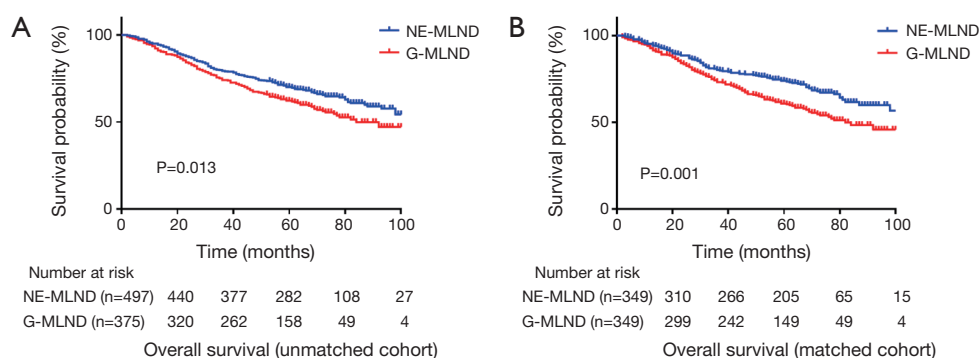 A
NE-MLND
G-MLND
Survival probability (%)
100
50
0
P=0.013
0 20 40 60 80 100
Time (months)
Number at risk
NE-MLND (n=497) 440 377 282 108 27
G-MLND (n=375) 320 262 158 49 4
Overall survival (unmatched cohort)
B
NE-MLND
G-MLND
Survival probability (%)
100
50
0
P=0.001
0 20 40 60 80 100
Time (months)
Number at risk
NE-MLND (n=349) 310 266 205 65 15
G-MLND (n=349) 299 242 149 49 4
Overall survival (matched cohort)